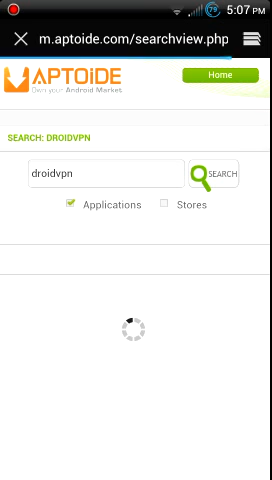 79 5:07 PM
m.aptoide.com/searchview.php
APTOiDE
Own your Android Market
Home
SEARCH: DROIDVPN
droidvpn
SEARCH
Applications Stores